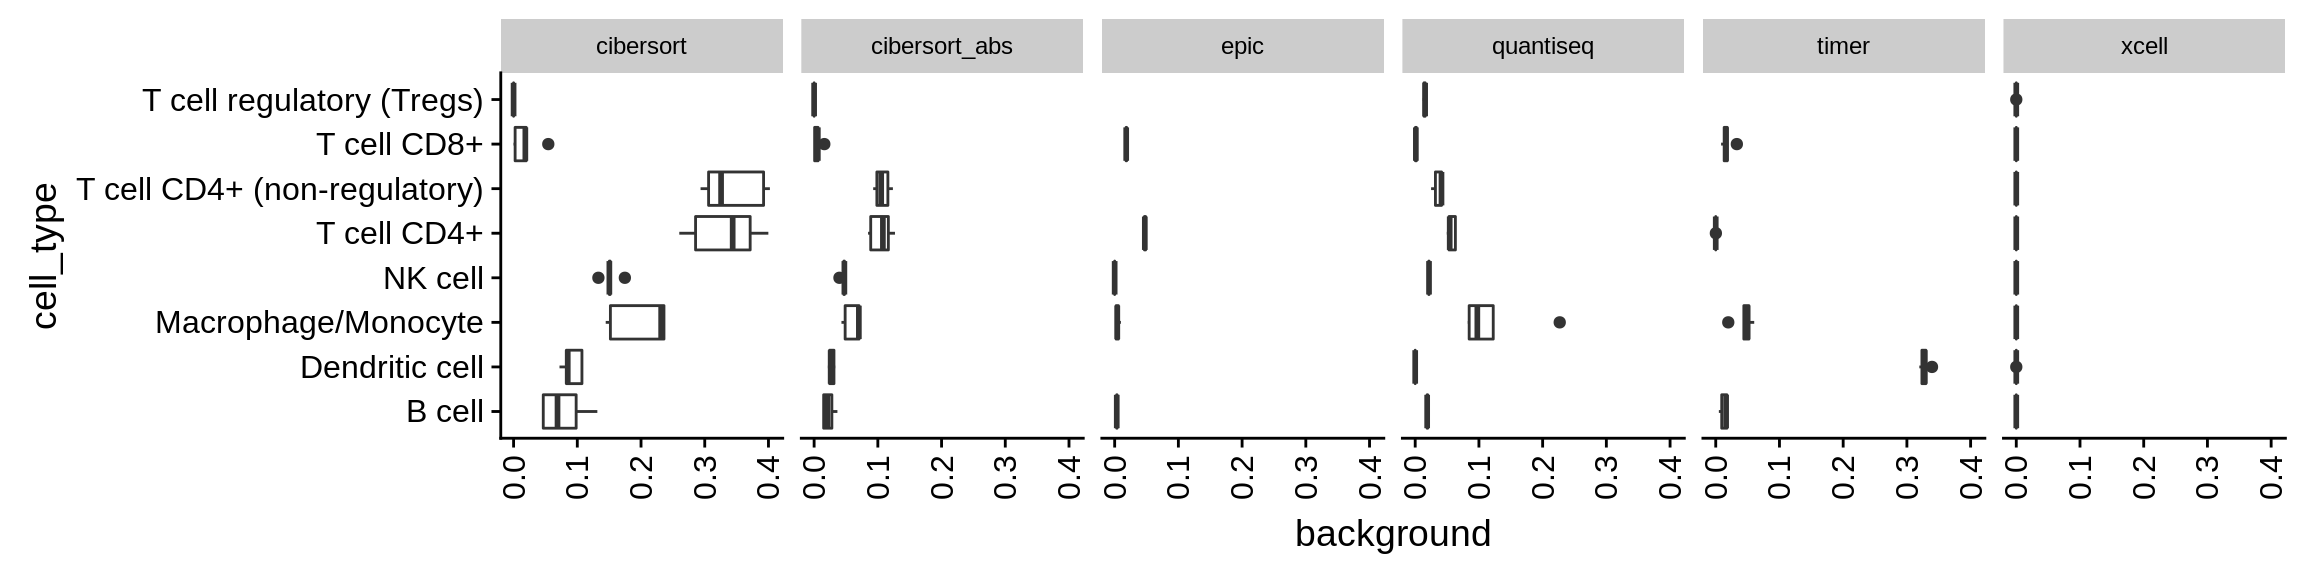 cibersort cibersort_abs epic quantiseq timer xcell
T cell regulatory (Tregs)
T cell CD8+
T cell CD4+ (non-regulatory)
T cell CD4+
NK cell
Macrophage/Monocyte
Dendritic cell
B cell
cell_type
0.0 0.1 0.2 0.3 0.4 0.0 0.1 0.2 0.3 0.4 0.0 0.1 0.2 0.3 0.4 0.0 0.1 0.2 0.3 0.4 0.0 0.1 0.2 0.3 0.4 0.0 0.1 0.2 0.3 0.4
background